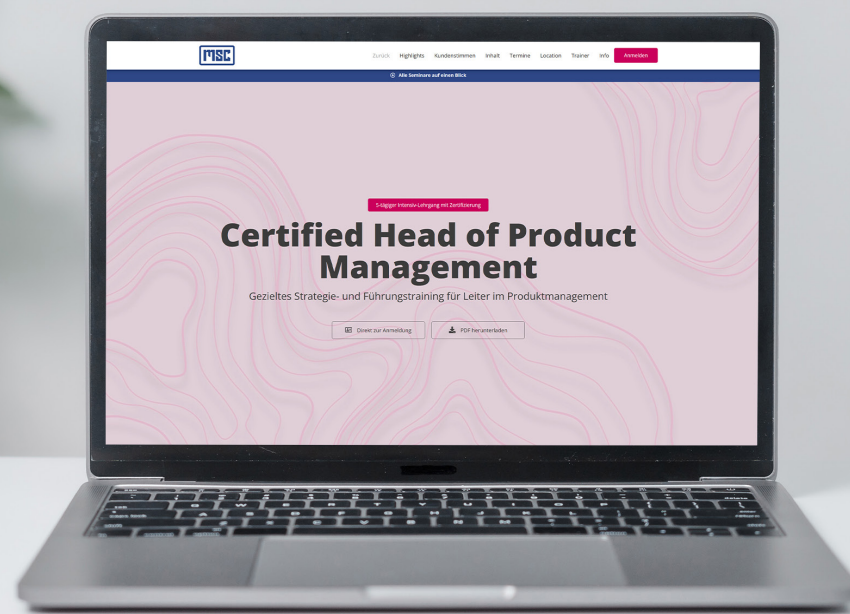 MSC
Zurück Highlights Kundenstimmen Inhalt Termine Location Trainer Info Anmelden
Alle Seminare auf einen Blick
5-tägiger Intensiv-Lehrgang mit Zertifizierung
Certified Head of Product
Management
Gezieltes Strategie- und Führungstraining für Leiter im Produktmanagement
Direkt zur Anmeldung PDF herunterladen